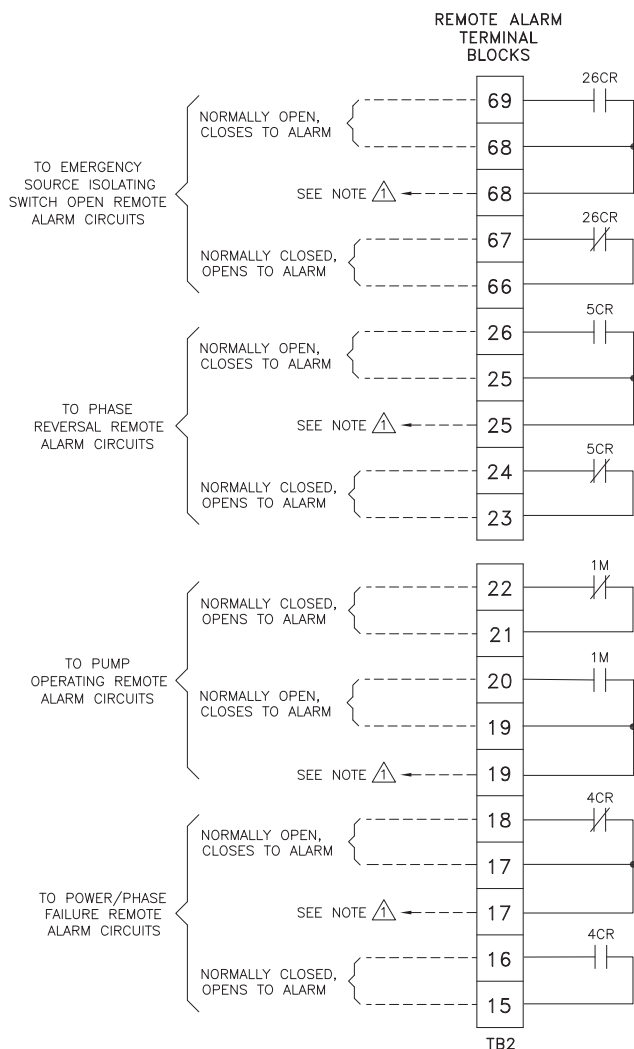 REMOTE ALARM
TERMINAL
BLOCKS
TO EMERGENCY
SOURCE ISOLATING
SWITCH OPEN REMOTE
ALARM CIRCUITS
NORMALLY OPEN,
CLOSES TO ALARM
69
26CR
68
SEE NOTE 1
68
NORMALLY CLOSED,
OPENS TO ALARM
67
26CR
66
TO PHASE
REVERSAL REMOTE
ALARM CIRCUITS
NORMALLY OPEN,
CLOSES TO ALARM
26
5CR
25
SEE NOTE 1
25
NORMALLY CLOSED,
OPENS TO ALARM
24
5CR
23
TO PUMP
OPERATING REMOTE
ALARM CIRCUITS
NORMALLY CLOSED,
OPENS TO ALARM
22
1M
21
NORMALLY OPEN,
CLOSES TO ALARM
20
1M
19
SEE NOTE 1
19
TO POWER/PHASE
FAILURE REMOTE
ALARM CIRCUITS
NORMALLY OPEN,
CLOSES TO ALARM
18
4CR
17
SEE NOTE 1
17
NORMALLY CLOSED,
OPENS TO ALARM
16
4CR
15
TB2